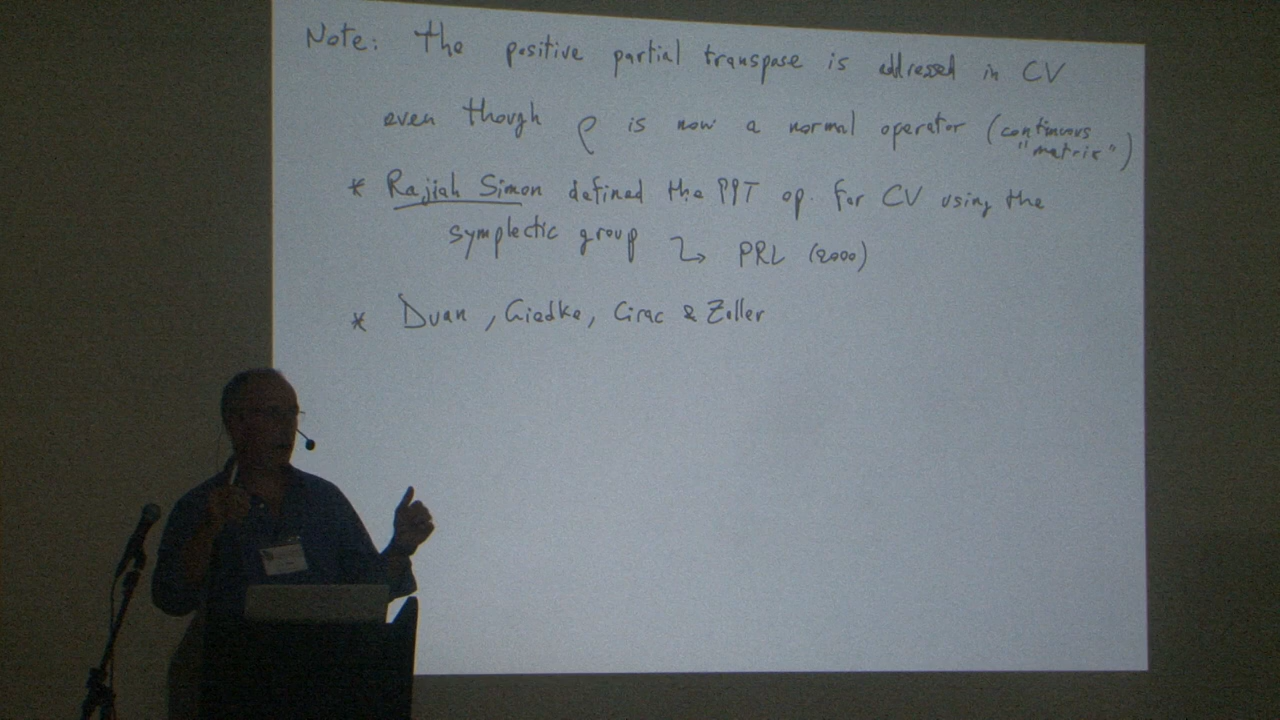 Note: the positive partial transpose is addressed in CV
even though ρ is now a normal operator (continuous "matrix")
* Rajiah Simon defined the PPT op. for CV using the
symplectic group ↳ PRL (2000)
* Duan, Giedke, Cirac & Zoller